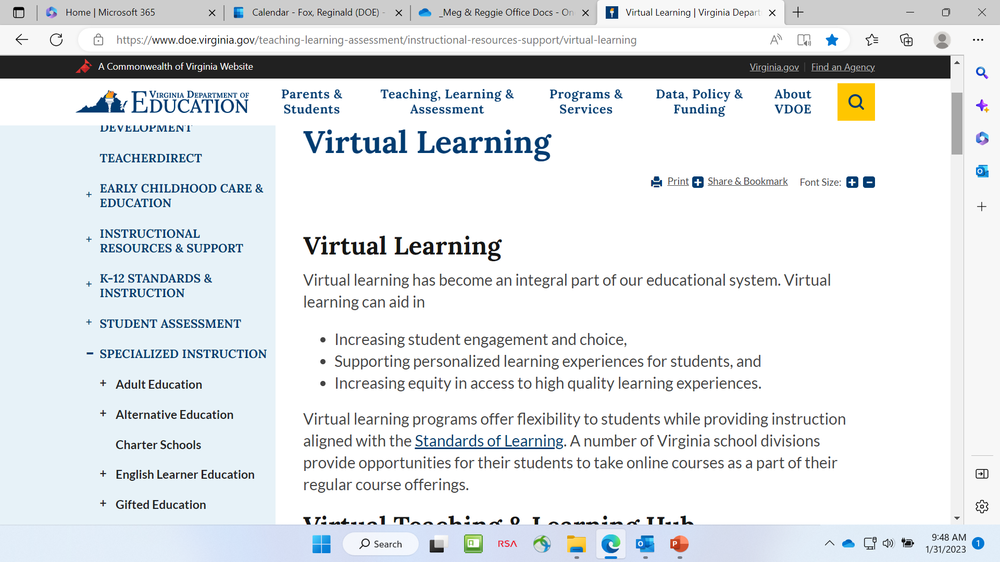 Home | Microsoft 365
Calendar - Fox, Reginald (DOE) -
_Meg & Reggie Office Docs - On
Virtual Learning | Virginia Depart
https://www.doe.virginia.gov/teaching-learning-assessment/instructional-resources-support/virtual-learning
A Commonwealth of Virginia Website
Virginia.gov
Find an Agency
VIRGINIA DEPARTMENT OF
EDUCATION
Parents &
Students
Teaching, Learning &
Assessment
Programs &
Services
Data, Policy &
Funding
About
VDOE
DEVELOPMENT
TEACHERDIRECT
+ EARLY CHILDHOOD CARE &
EDUCATION
+ INSTRUCTIONAL
RESOURCES & SUPPORT
+ K-12 STANDARDS &
INSTRUCTION
+ STUDENT ASSESSMENT
− SPECIALIZED INSTRUCTION
+ Adult Education
+ Alternative Education
Charter Schools
+ English Learner Education
+ Gifted Education
Virtual Learning
Print
Share & Bookmark
Font Size:
Virtual Learning
Virtual learning has become an integral part of our educational system. Virtual
learning can aid in
• Increasing student engagement and choice,
• Supporting personalized learning experiences for students, and
• Increasing equity in access to high quality learning experiences.
Virtual learning programs offer flexibility to students while providing instruction
aligned with the Standards of Learning. A number of Virginia school divisions
provide opportunities for their students to take online courses as a part of their
regular course offerings.
Virtual Teaching & Learning Hub
Search
RSA
9:48 AM
1/31/2023
1